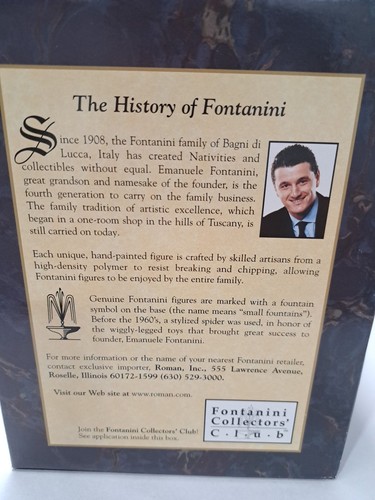 The History of Fontanini
Since 1908, the Fontanini family of Bagni di
Lucca, Italy has created Nativities and
collectibles without equal. Emanuele Fontanini,
great grandson and namesake of the founder, is the
fourth generation to carry on the family business.
The family tradition of artistic excellence, which
began in a one-room shop in the hills of Tuscany, is
still carried on today.
Each unique, hand-painted figure is crafted by skilled artisans from a
high-density polymer to resist breaking and chipping, allowing
Fontanini figures to be enjoyed by the entire family.
Genuine Fontanini figures are marked with a fountain
symbol on the base (the name means "small fountains").
Before the 1960's, a stylized spider was used, in honor of
the wiggly-legged toys that brought great success to
founder, Emanuele Fontanini.
For more information or the name of your nearest Fontanini retailer,
contact exclusive importer, Roman, Inc., 555 Lawrence Avenue,
Roselle, Illinois 60172-1599 (630) 529-3000.
Visit our Web site at www.roman.com.
Join the Fontanini Collectors' Club!
See application inside this box.
Fontanini
Collectors'
C·l·u·b